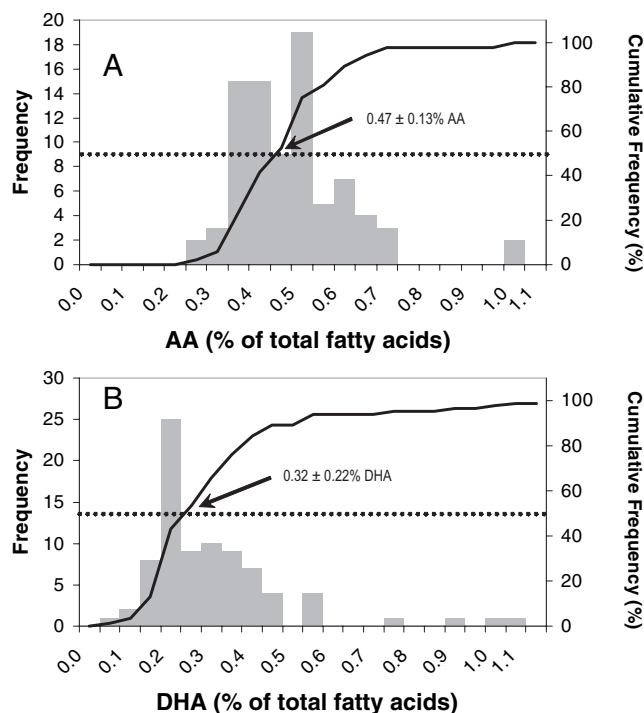 A
Frequency
20
18
16
14
12
10
8
6
4
2
0
100
80
60
40
20
0
Cumulative Frequency (%)
0.47 ± 0.13% AA
0.0 0.1 0.2 0.3 0.4 0.5 0.6 0.7 0.8 0.9 1.0 1.1
AA (% of total fatty acids)
B
Frequency
30
25
20
15
10
5
0
100
80
60
40
20
0
Cumulative Frequency (%)
0.32 ± 0.22% DHA
0.0 0.1 0.2 0.3 0.4 0.5 0.6 0.7 0.8 0.9 1.0 1.1
DHA (% of total fatty acids)